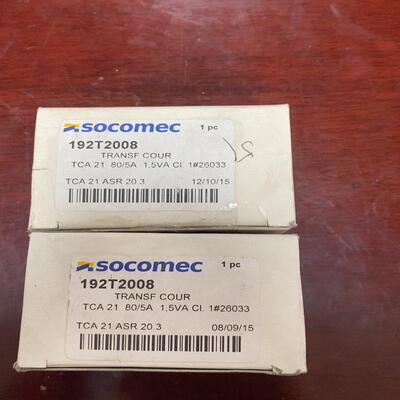 socomec 1 pc
192T2008
TRANSF COUR
TCA 21 80/5A 1,5VA Cl. 1#26033
TCA 21 ASR 20.3 12/10/15
socomec 1 pc
192T2008
TRANSF COUR
TCA 21 80/5A 1,5VA Cl. 1#26033
TCA 21 ASR 20.3 08/09/15